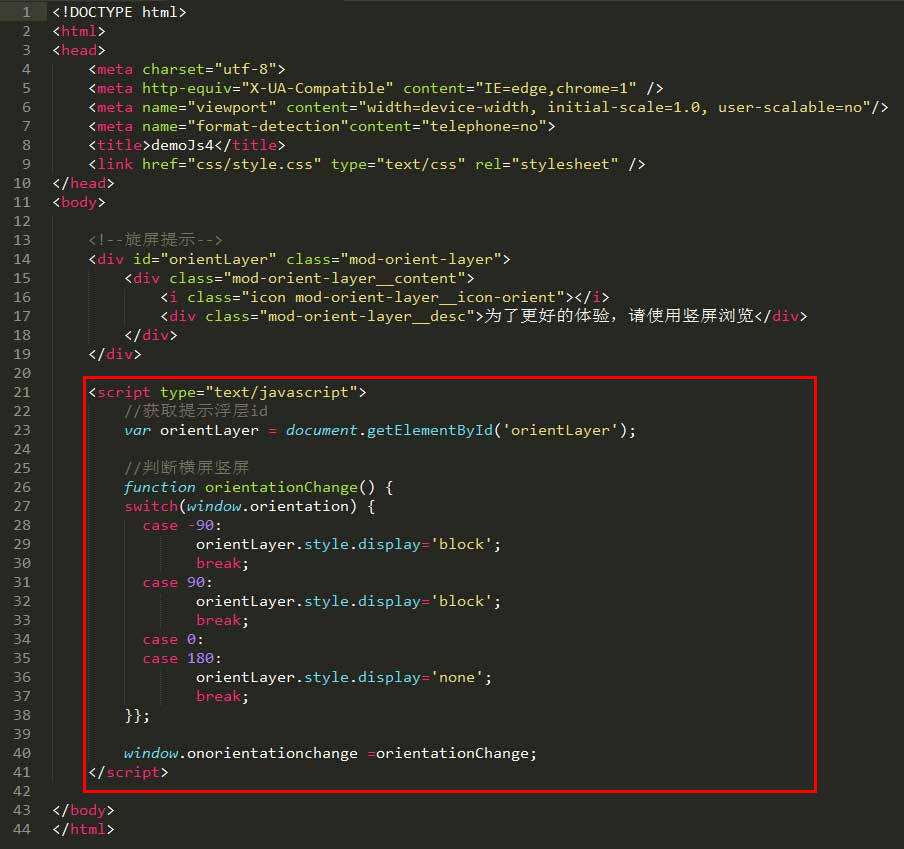 1 <!DOCTYPE html>
2 <html>
3 <head>
4     <meta charset="utf-8">
5     <meta http-equiv="X-UA-Compatible" content="IE=edge,chrome=1" />
6     <meta name="viewport" content="width=device-width, initial-scale=1.0, user-scalable=no"/>
7     <meta name="format-detection"content="telephone=no">
8     <title>demoJs4</title>
9     <link href="css/style.css" type="text/css" rel="stylesheet" />
10 </head>
11 <body>
12
13     <!--旋屏提示-->
14     <div id="orientLayer" class="mod-orient-layer">
15         <div class="mod-orient-layer__content">
16             <i class="icon mod-orient-layer__icon-orient"></i>
17             <div class="mod-orient-layer__desc">为了更好的体验，请使用竖屏浏览</div>
18         </div>
19     </div>
20
21     <script type="text/javascript">
22         //获取提示浮层id
23         var orientLayer = document.getElementById('orientLayer');
24
25         //判断横屏竖屏
26         function orientationChange() {
27         switch(window.orientation) {
28           case -90:
29                 orientLayer.style.display='block';
30                 break;
31           case 90:
32                 orientLayer.style.display='block';
33                 break;
34           case 0:
35           case 180:
36                 orientLayer.style.display='none';
37                 break;
38         }};
39
40         window.onorientationchange =orientationChange;
41     </script>
42
43 </body>
44 </html>